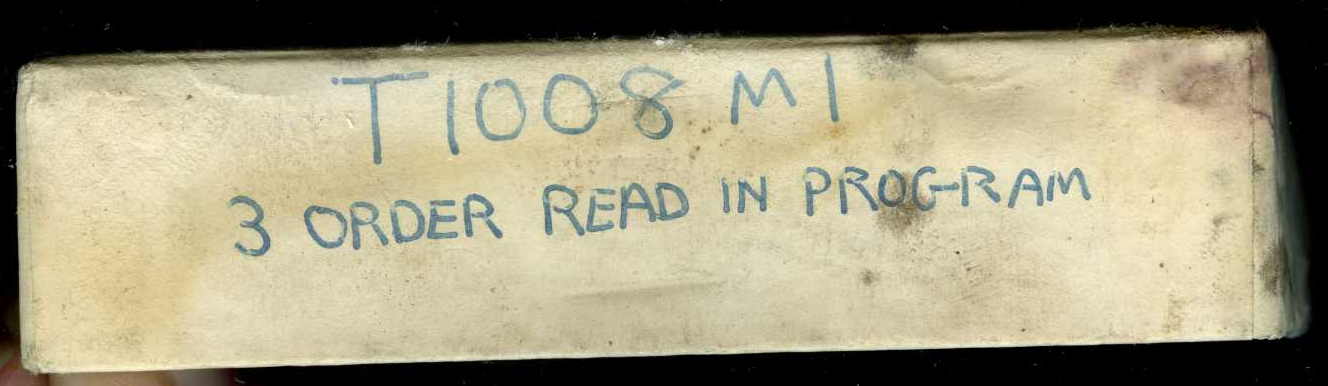 T1008 M1
3 ORDER READ IN PROGRAM